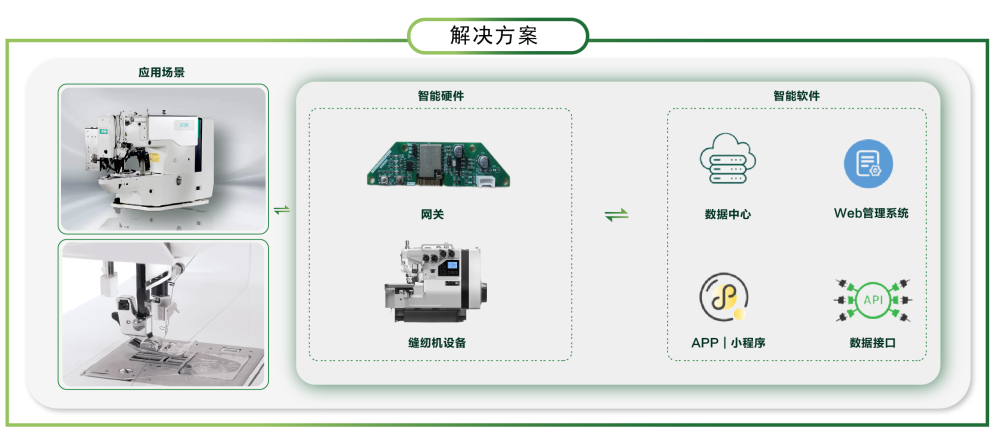 解决方案
应用场景
智能硬件
智能软件
网关
数据中心
Web管理系统
缝纫机设备
APP｜小程序
API
数据接口